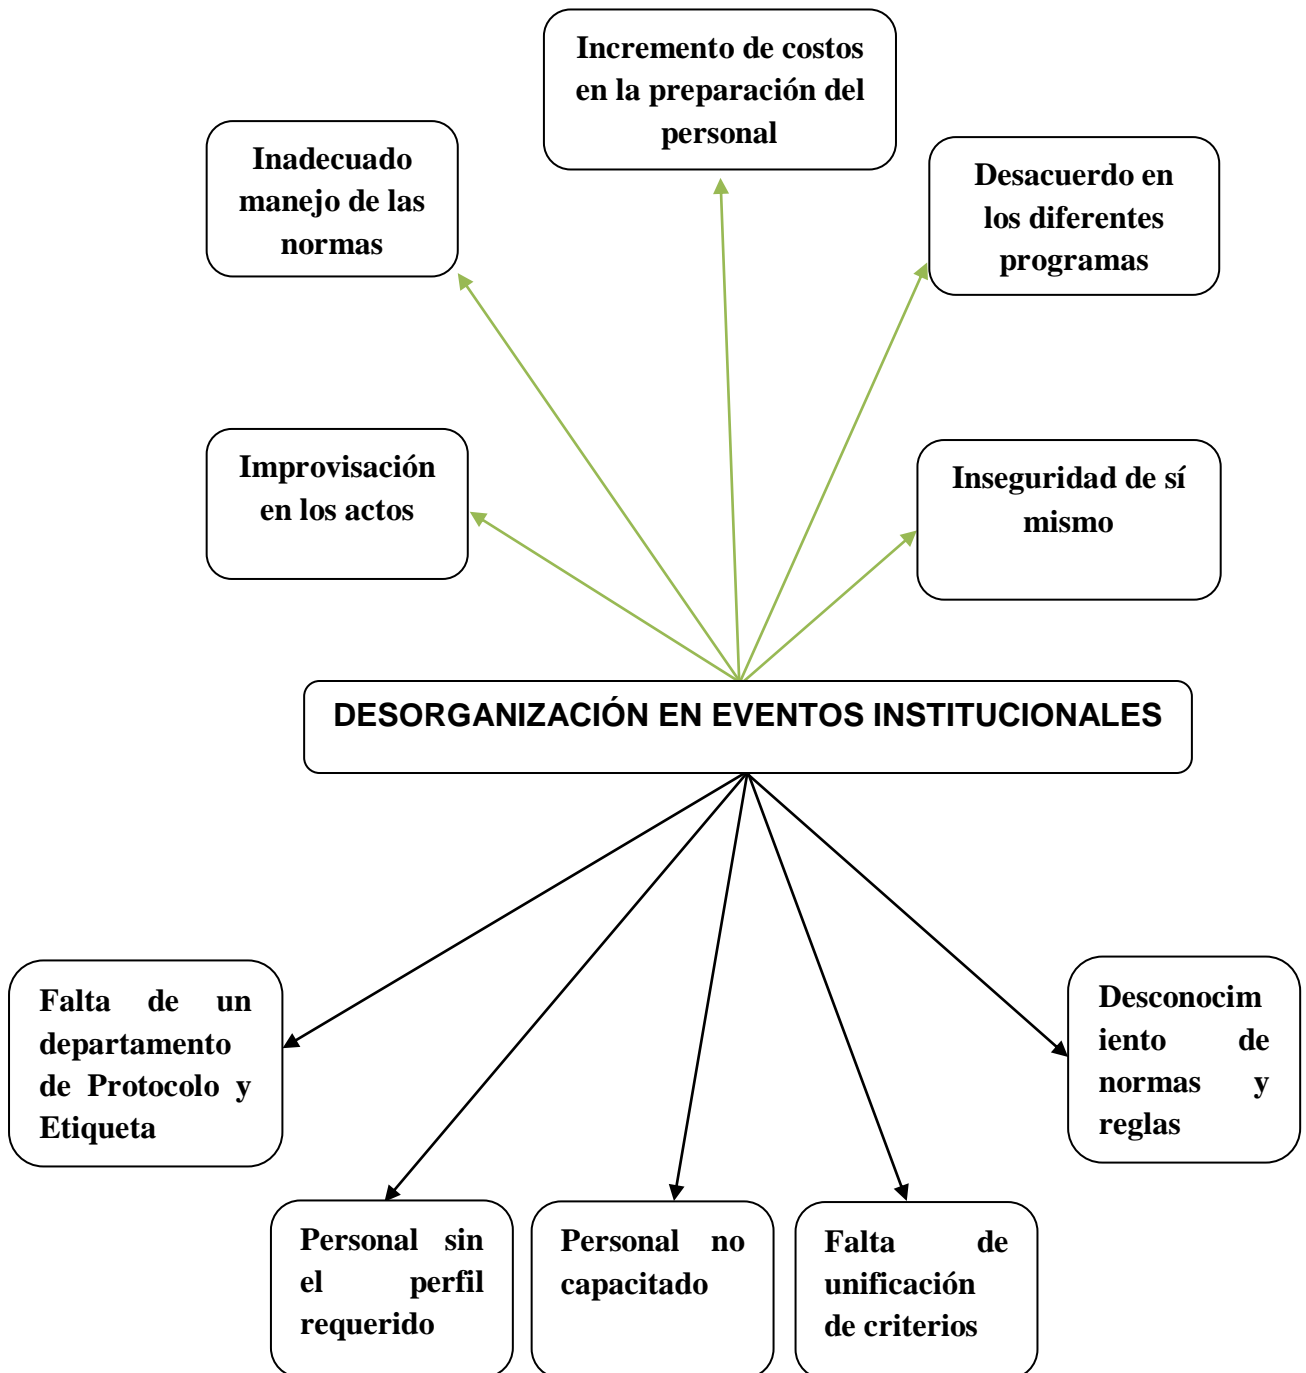 Incremento de costos
en la preparación del
personal
Inadecuado
manejo de las
normas
Desacuerdo en
los diferentes
programas
Improvisación
en los actos
Inseguridad de sí
mismo
DESORGANIZACIÓN EN EVENTOS INSTITUCIONALES
Falta de un
departamento
de Protocolo y
Etiqueta
Desconocim
iento de
normas y
reglas
Personal sin
el perfil
requerido
Personal no
capacitado
Falta de
unificación
de criterios